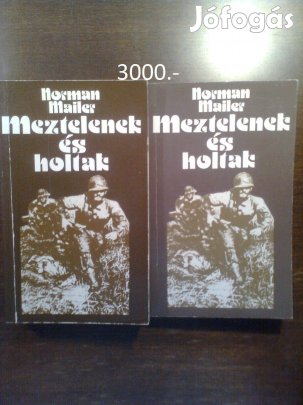 Jófogás
3000.-
Norman
Mailer
Meztelenek
és
holtak
Norman
Mailer
Meztelenek
és
holtak